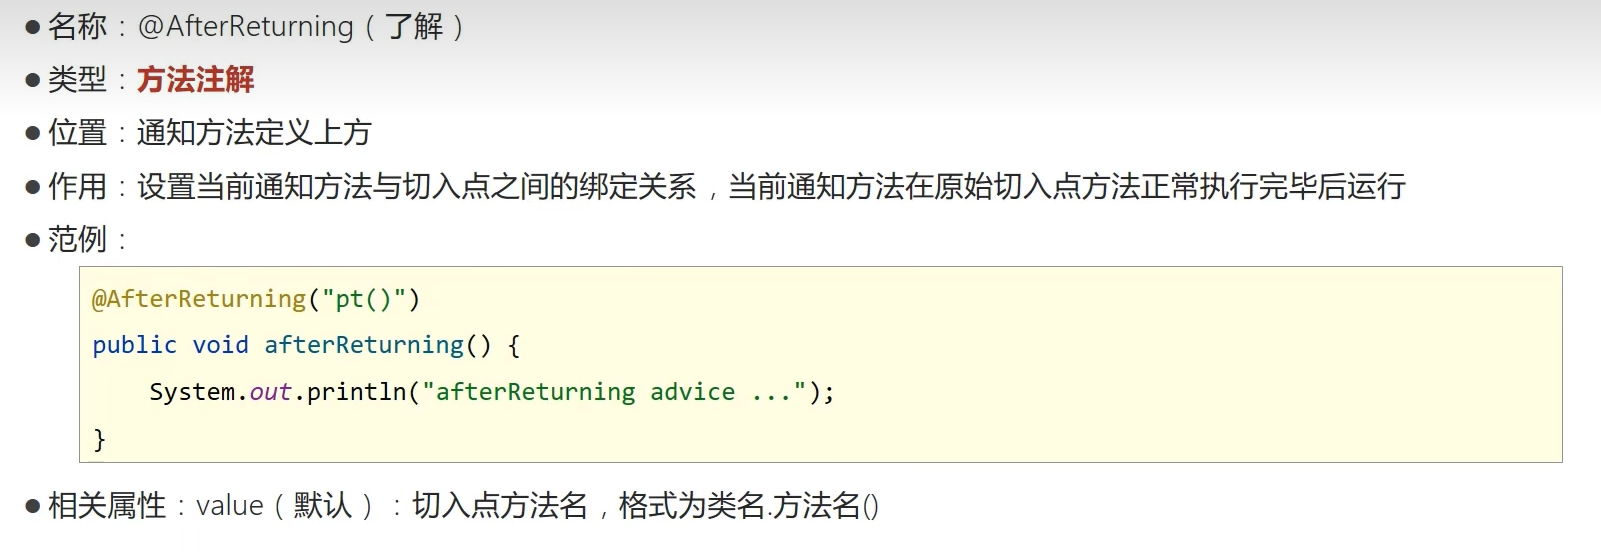 ● 名称：@AfterReturning（了解）
● 类型：方法注解
● 位置：通知方法定义上方
● 作用：设置当前通知方法与切入点之间的绑定关系，当前通知方法在原始切入点方法正常执行完毕后运行
● 范例：
@AfterReturning("pt()")
public void afterReturning() {
    System.out.println("afterReturning advice ...");
}
● 相关属性：value（默认）：切入点方法名，格式为类名.方法名()